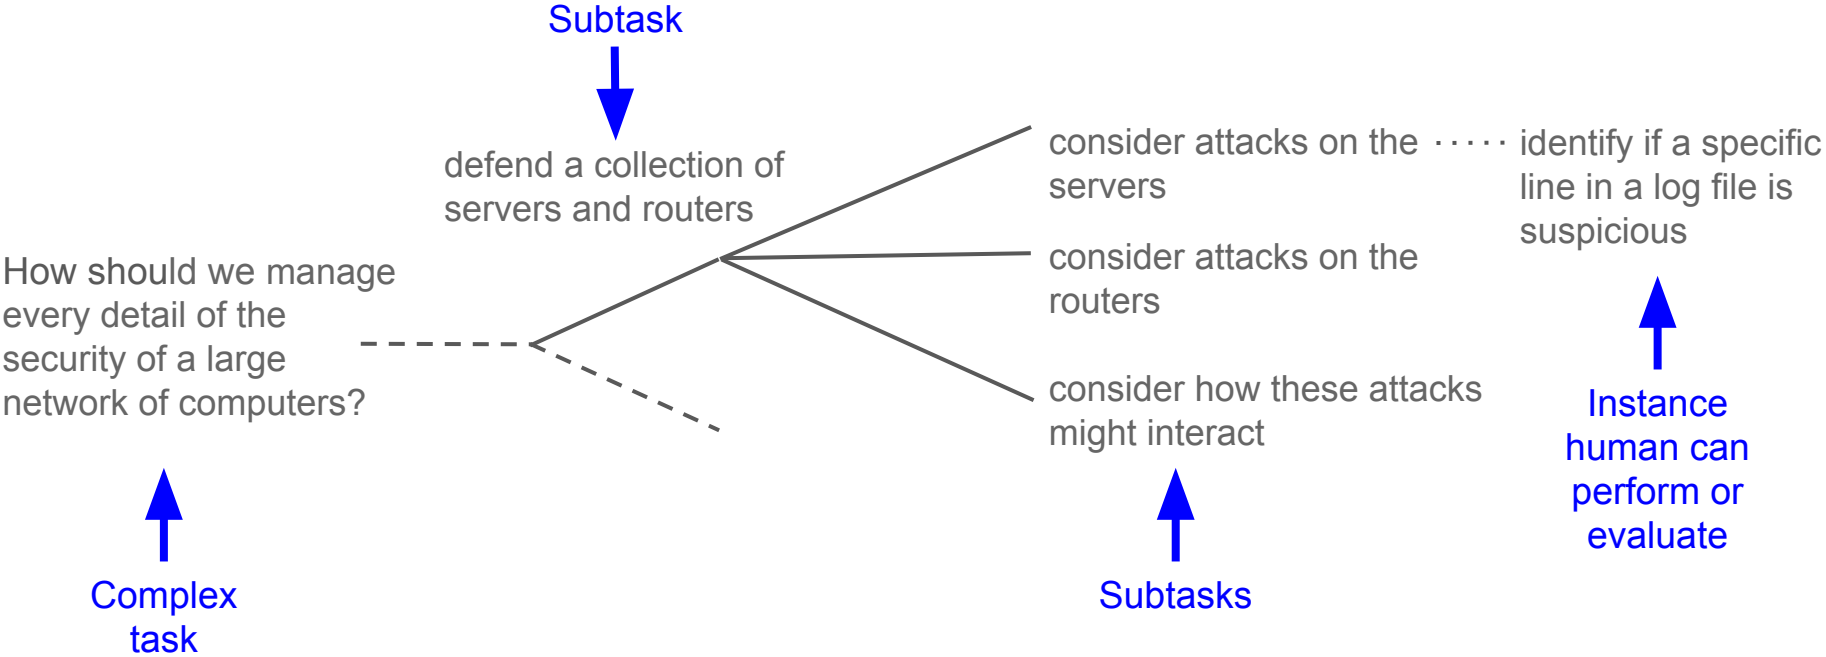 Subtask
defend a collection of
servers and routers
How should we manage
every detail of the
security of a large
network of computers?
Complex
task
consider attacks on the
servers
consider attacks on the
routers
consider how these attacks
might interact
Subtasks
identify if a specific
line in a log file is
suspicious
Instance
human can
perform or
evaluate